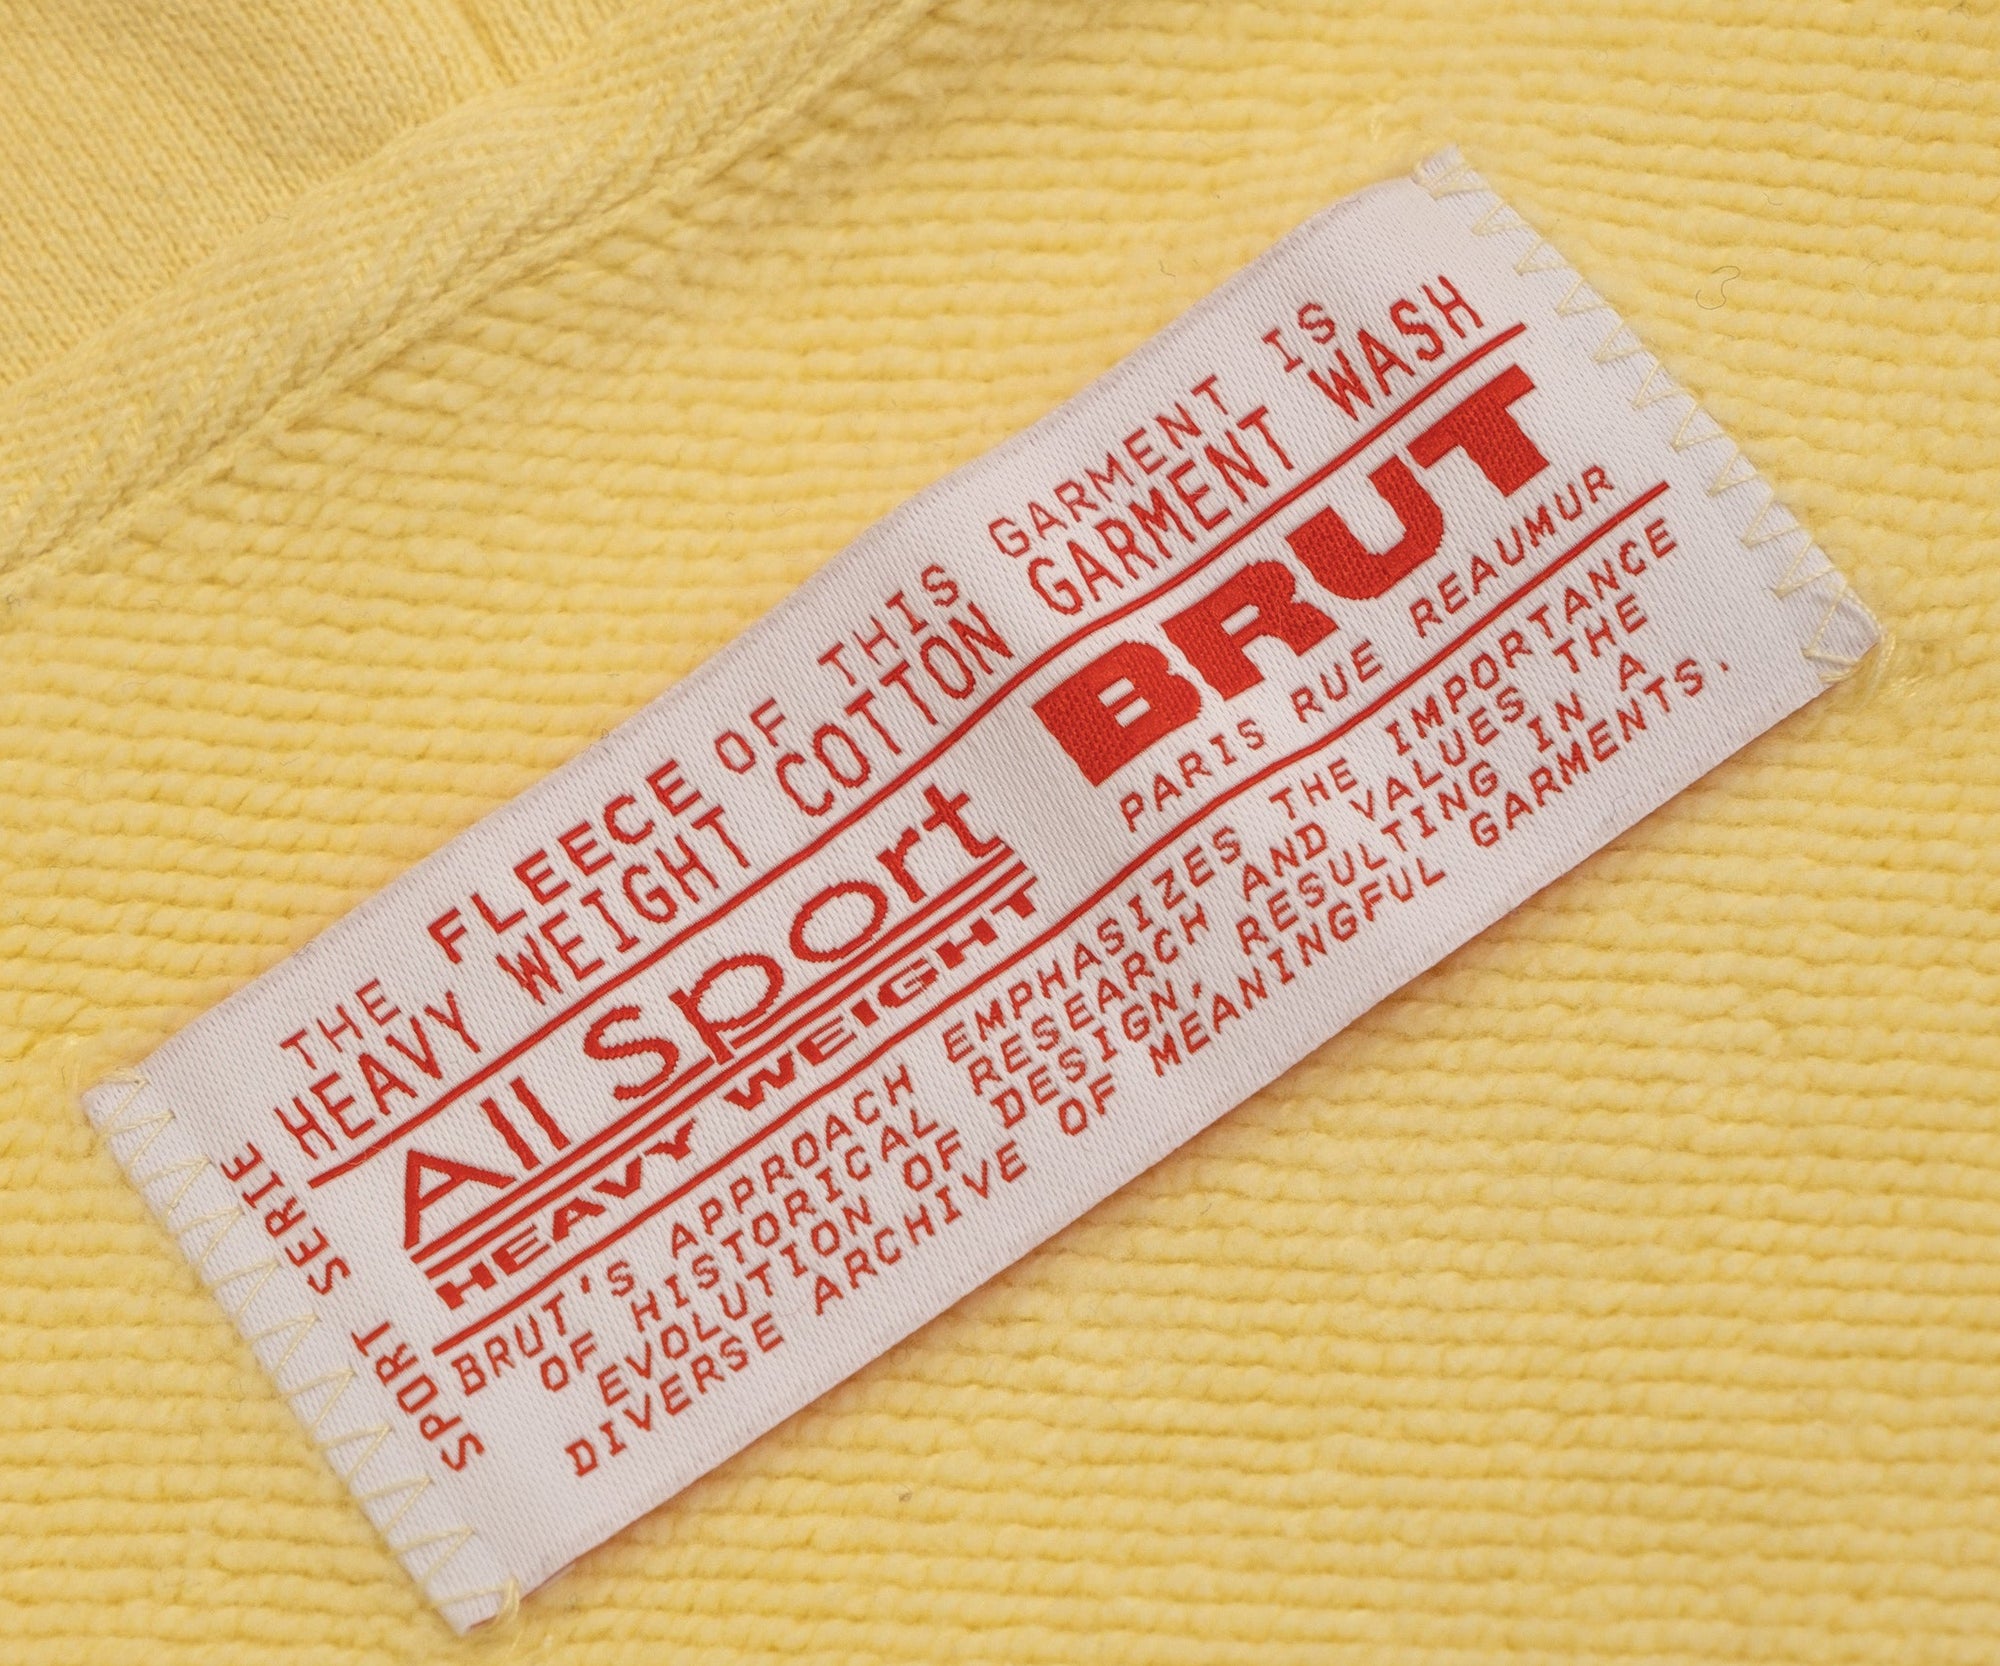 THE FLEECE OF THIS GARMENT IS
HEAVY WEIGHT COTTON GARMENT WASH
All Sport
HEAVY WEIGHT
BRUT
PARIS RUE REAUMUR
BRUT'S APPROACH EMPHASIZES THE IMPORTANCE
OF HISTORICAL RESEARCH AND VALUES THE
EVOLUTION OF DESIGN, RESULTING IN A
DIVERSE ARCHIVE OF MEANINGFUL GARMENTS.
SPORT SERIE